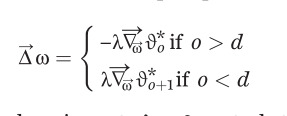 Δ⃗ω = { −λ∇⃗_ω⃗ ϑ*_o if o > d
λ∇⃗_ω⃗ ϑ*_{o+1} if o < d